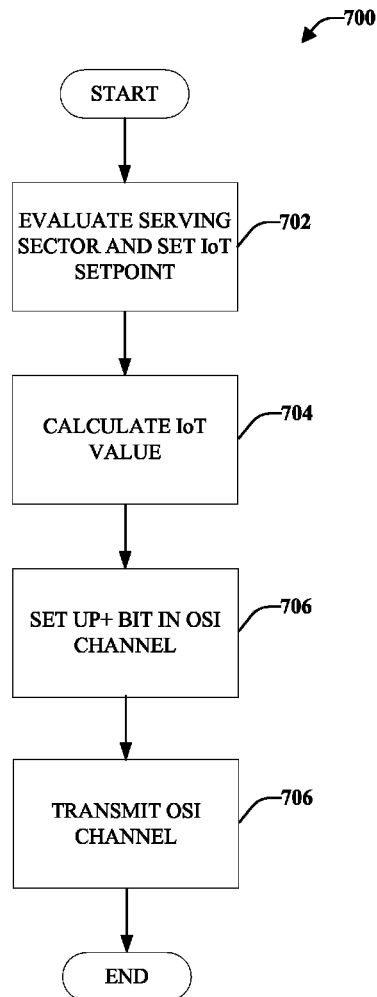 700
START
EVALUATE SERVING
SECTOR AND SET IoT
SETPOINT
702
CALCULATE IoT
VALUE
704
SET UP+ BIT IN OSI
CHANNEL
706
TRANSMIT OSI
CHANNEL
706
END